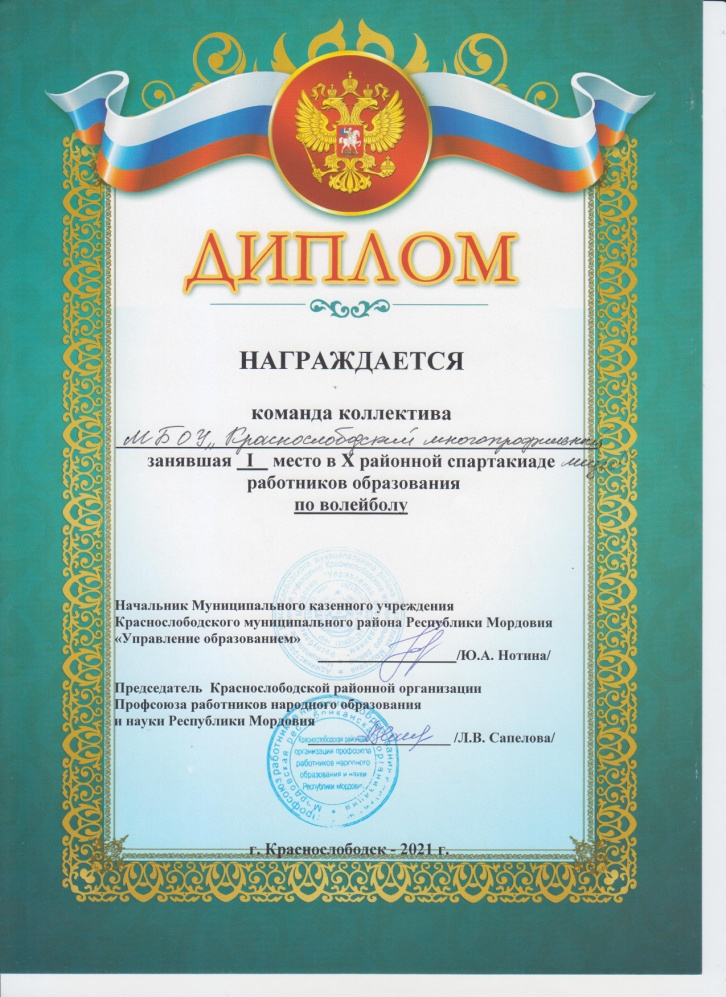 ДИПЛОМ
НАГРАЖДАЕТСЯ
команда коллектива
МБОУ „Краснослободский многопрофильный
занявшая I место в X районной спартакиаде лицей"
работников образования
по волейболу
Начальник Муниципального казенного учреждения
Краснослободского муниципального района Республики Мордовия
«Управление образованием»
/Ю.А. Нотина/
Председатель Краснослободской районной организации
Профсоюза работников народного образования
и науки Республики Мордовия
/Л.В. Сапелова/
Краснослободская районная
организация профсоюза
работников народного
образования и науки
Республики Мордовия
г. Краснослободск - 2021 г.